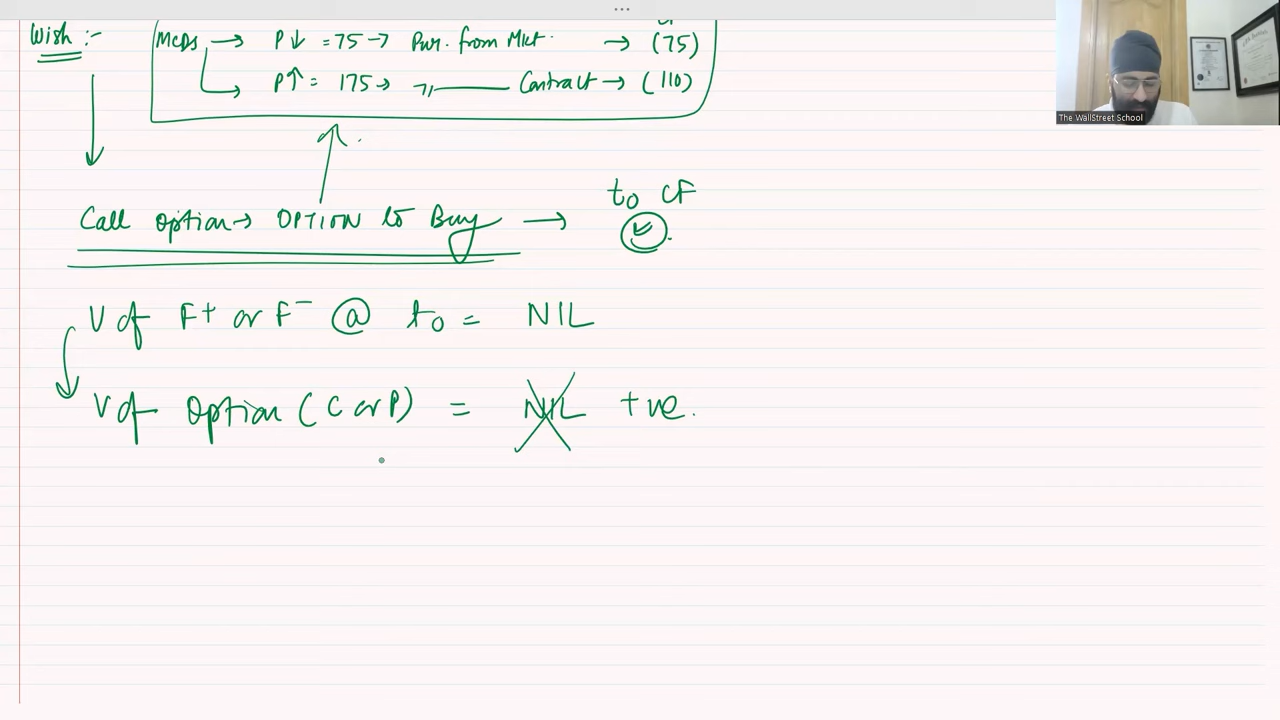 Wish :-
McDs → P↓ = 75 → Pur. from Mkt. → (75)
P↑ = 175 → —〃— Contract → (110)
to CF
Call Option → OPTION to Buy →
V of F+ or F- @ to = NIL
V of Option (C or P) = NIL +ve.
The WallStreet School